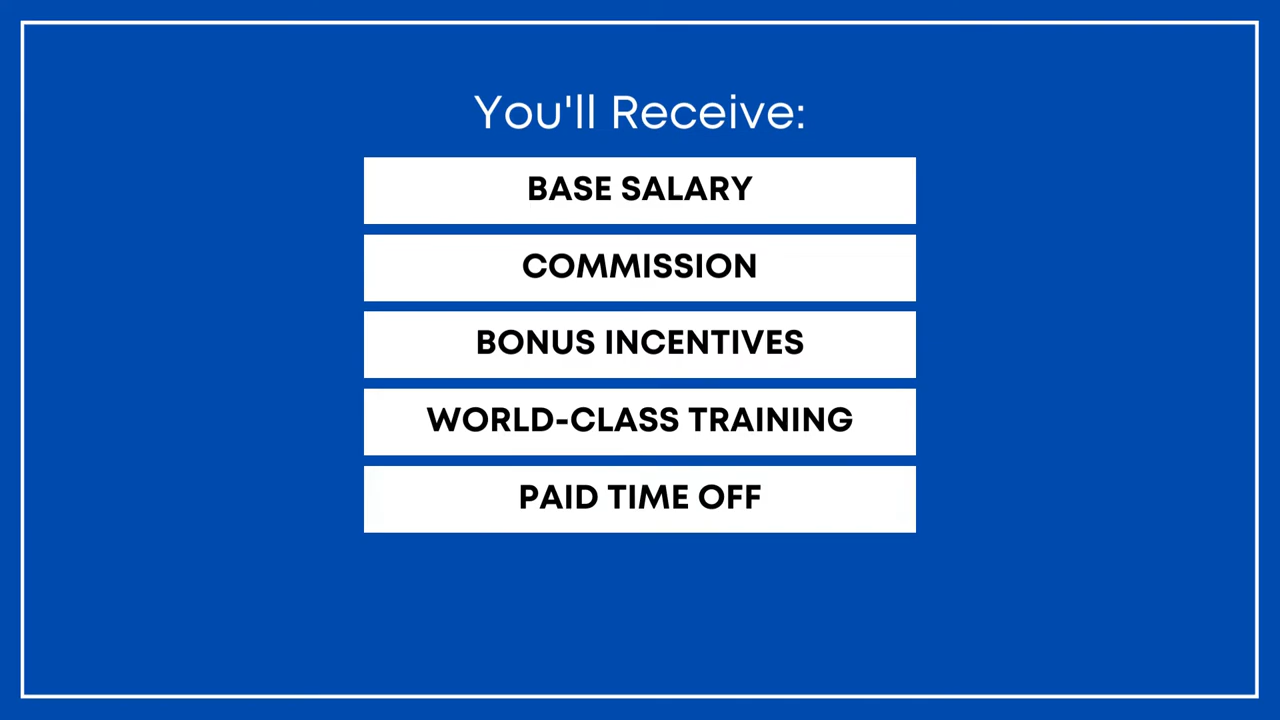 You'll Receive:
BASE SALARY
COMMISSION
BONUS INCENTIVES
WORLD-CLASS TRAINING
PAID TIME OFF